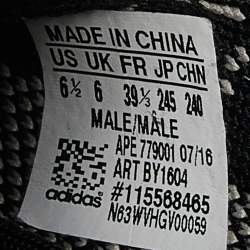 MADE IN CHINA
US UK FR JP CHN
6½ 6 39⅓ 245 240
MALE/MÂLE
APE 779001 07/16
ART BY1604
#115568465
adidas N63WVHGV00059